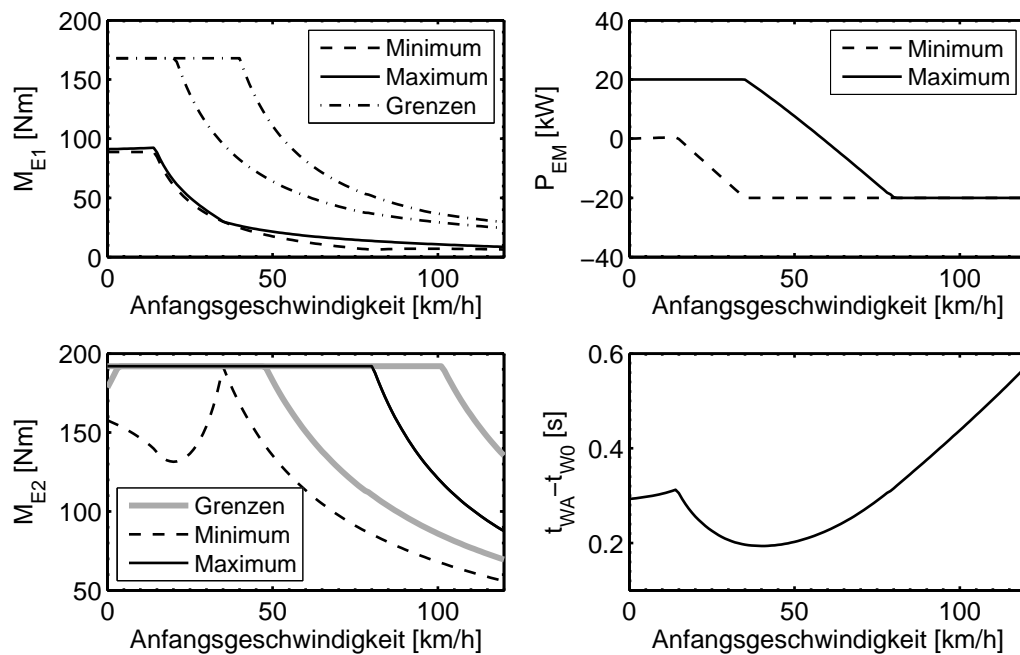 200
150
100
50
0
M_E1 [Nm]
Minimum
Maximum
Grenzen
0 50 100
Anfangsgeschwindigkeit [km/h]
40
20
0
−20
−40
P_EM [kW]
Minimum
Maximum
0 50 100
Anfangsgeschwindigkeit [km/h]
200
150
100
50
M_E2 [Nm]
Grenzen
Minimum
Maximum
0 50 100
Anfangsgeschwindigkeit [km/h]
0.6
0.4
0.2
t_WA−t_W0 [s]
0 50 100
Anfangsgeschwindigkeit [km/h]